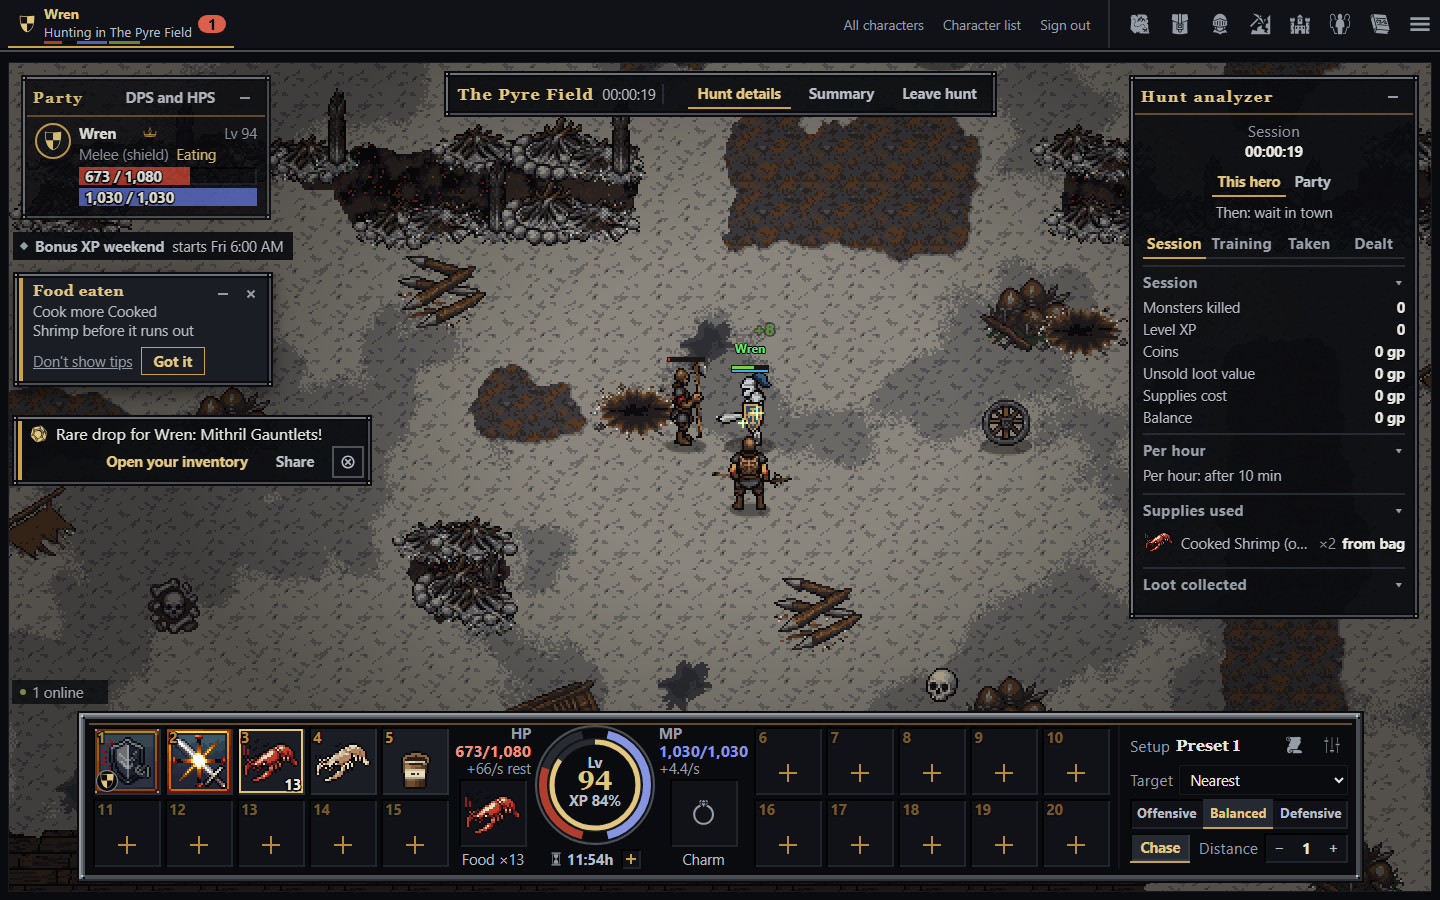 Wren
Hunting in The Pyre Field
1
All characters
Character list
Sign out
Party
DPS and HPS
Wren
Lv 94
Melee (shield) Eating
673 / 1,080
1,030 / 1,030
Bonus XP weekend starts Fri 6:00 AM
Food eaten
Cook more Cooked
Shrimp before it runs out
Don't show tips
Got it
Rare drop for Wren: Mithril Gauntlets!
Open your inventory
Share
1 online
The Pyre Field 00:00:19
Hunt details
Summary
Leave hunt
+8
Wren
Hunt analyzer
Session
00:00:19
This hero
Party
Then: wait in town
Session
Training
Taken
Dealt
Session
Monsters killed 0
Level XP 0
Coins 0 gp
Unsold loot value 0 gp
Supplies cost 0 gp
Balance 0 gp
Per hour
Per hour: after 10 min
Supplies used
Cooked Shrimp (o... ×2 from bag
Loot collected
1
2
3
13
4
5
11
12
13
14
15
HP
673/1,080
+66/s rest
Food ×13
Lv
94
XP 84%
11:54h
MP
1,030/1,030
+4.4/s
Charm
6
7
8
9
10
16
17
18
19
20
Setup Preset 1
Target Nearest
Offensive
Balanced
Defensive
Chase
Distance
− 1 +